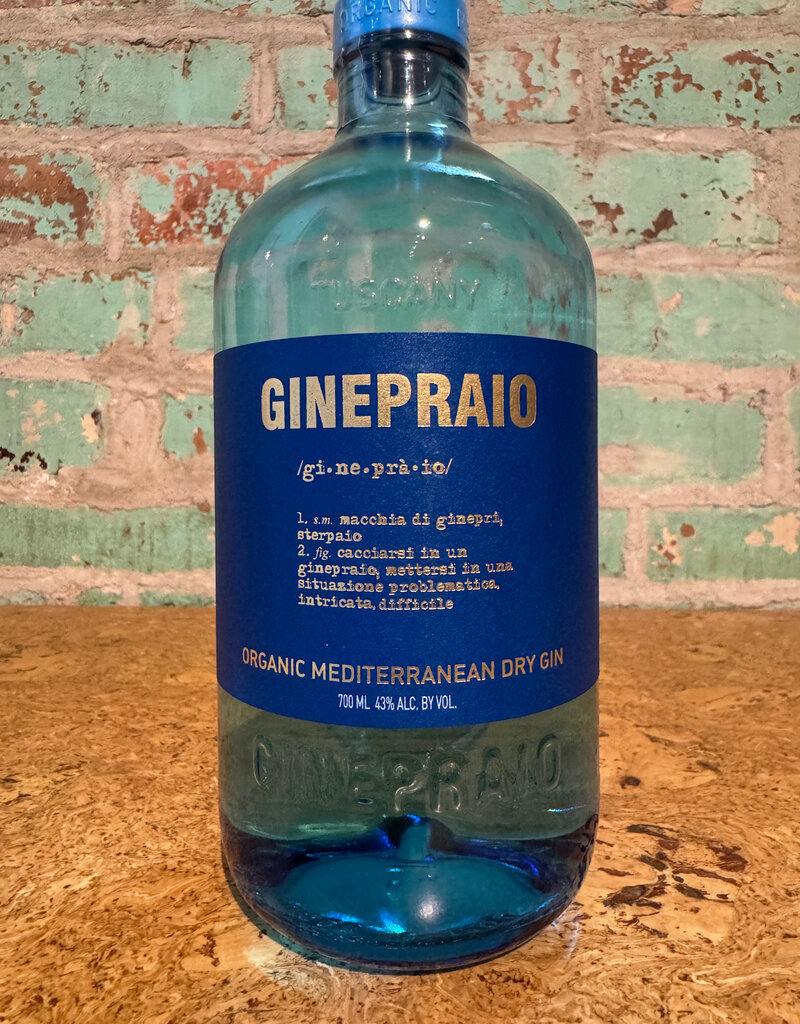 ORGANIC
TUSCANY
GINEPRAIO
/gi•ne•prà•io/
1. s.m. macchia di ginepri,
sterpaio
2. fig. cacciarsi in un
ginepraio, mettersi in una
situazione problematica,
intricata, difficile
ORGANIC MEDITERRANEAN DRY GIN
700 ML 43% ALC. BY VOL.
GINEPRAIO